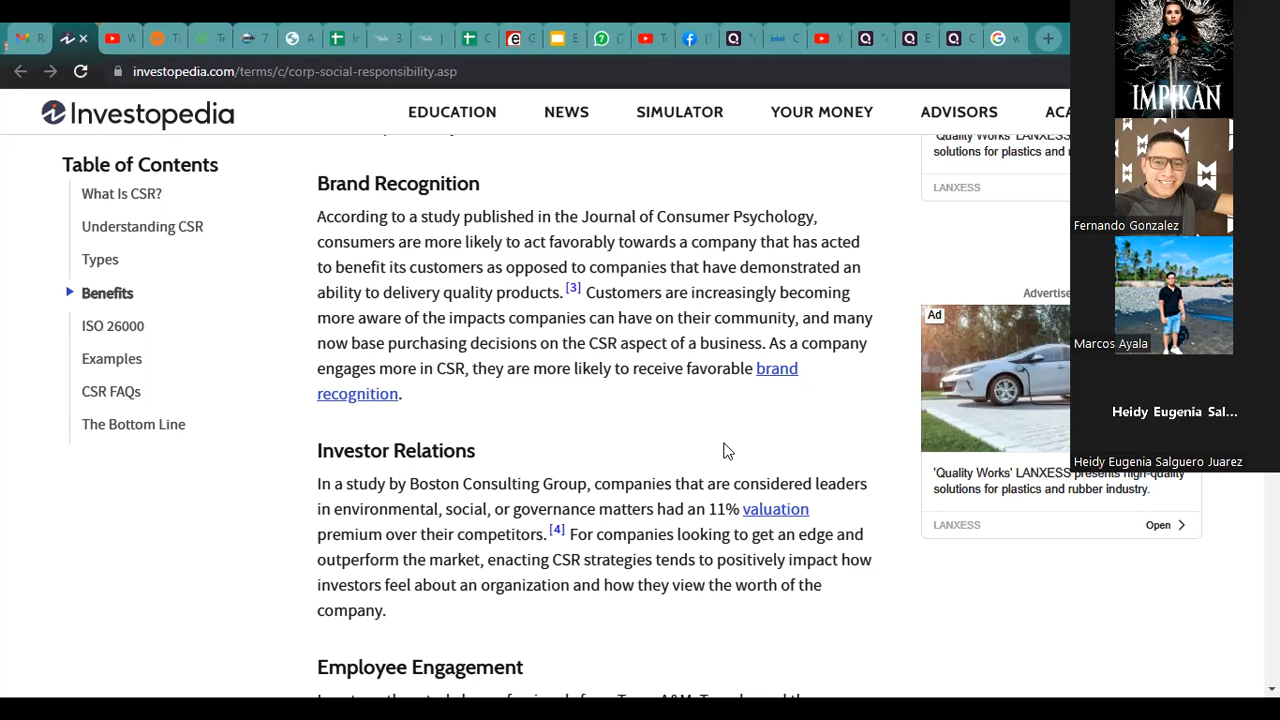 investopedia.com/terms/c/corp-social-responsibility.asp
Investopedia
EDUCATION
NEWS
SIMULATOR
YOUR MONEY
ADVISORS
Table of Contents
What Is CSR?
Understanding CSR
Types
Benefits
ISO 26000
Examples
CSR FAQs
The Bottom Line
Brand Recognition
According to a study published in the Journal of Consumer Psychology,
consumers are more likely to act favorably towards a company that has acted
to benefit its customers as opposed to companies that have demonstrated an
ability to delivery quality products. [3] Customers are increasingly becoming
more aware of the impacts companies can have on their community, and many
now base purchasing decisions on the CSR aspect of a business. As a company
engages more in CSR, they are more likely to receive favorable brand
recognition.
Investor Relations
In a study by Boston Consulting Group, companies that are considered leaders
in environmental, social, or governance matters had an 11% valuation
premium over their competitors. [4] For companies looking to get an edge and
outperform the market, enacting CSR strategies tends to positively impact how
investors feel about an organization and how they view the worth of the
company.
Employee Engagement
'Quality Works' LANXESS
solutions for plastics and
LANXESS
Ad
'Quality Works' LANXESS presents high-quality
solutions for plastics and rubber industry.
LANXESS
Open
IMPIKAN
Fernando Gonzalez
Marcos Ayala
Heidy Eugenia Sal...
Heidy Eugenia Salguero Juarez